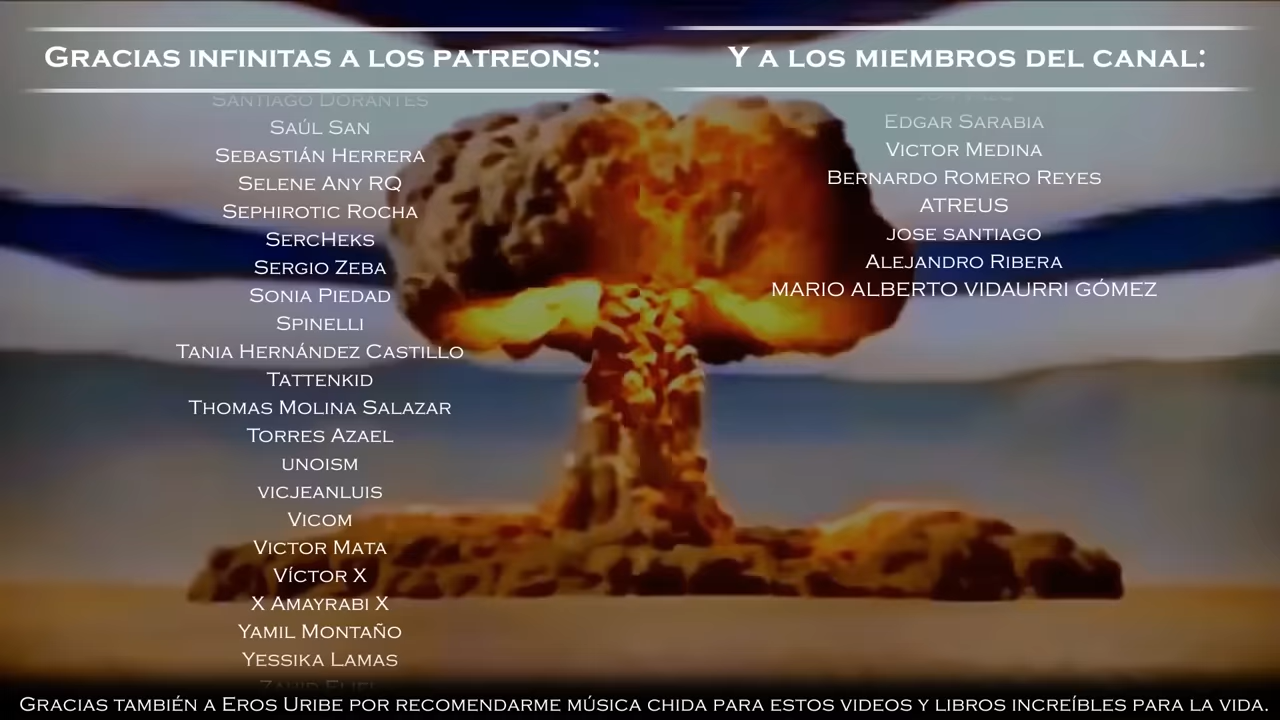 GRACIAS INFINITAS A LOS PATREONS:
SANTIAGO DORANTES
SAÚL SAN
SEBASTIÁN HERRERA
SELENE ANY RQ
SEPHIROTIC ROCHA
SERCHEKS
SERGIO ZEBA
SONIA PIEDAD
SPINELLI
TANIA HERNÁNDEZ CASTILLO
TATTENKID
THOMAS MOLINA SALAZAR
TORRES AZAEL
UNOISM
VICJEANLUIS
VICOM
VICTOR MATA
VÍCTOR X
X AMAYRABI X
YAMIL MONTAÑO
YESSIKA LAMAS
Y A LOS MIEMBROS DEL CANAL:
EDGAR SARABIA
VICTOR MEDINA
BERNARDO ROMERO REYES
ATREUS
JOSE SANTIAGO
ALEJANDRO RIBERA
MARIO ALBERTO VIDAURRI GÓMEZ
GRACIAS TAMBIÉN A EROS URIBE POR RECOMENDARME MÚSICA CHIDA PARA ESTOS VIDEOS Y LIBROS INCREÍBLES PARA LA VIDA.